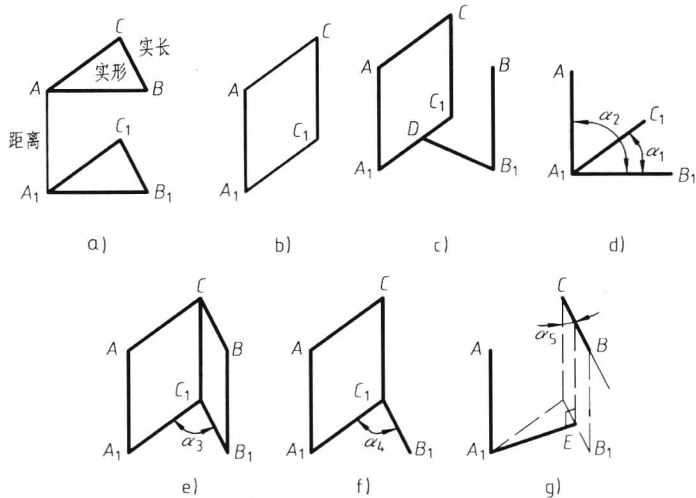 C
实长
A
实形
B
距离
C₁
A₁
B₁
a)
C
A
C₁
A₁
b)
C
A
B
C₁
D
A₁
B₁
c)
A
α₂
C₁
α₁
A₁
B₁
d)
C
A
B
C₁
α₃
A₁
B₁
e)
C
A
C₁
α₄
A₁
B₁
f)
C
α₅
A
B
E
A₁
B₁
g)